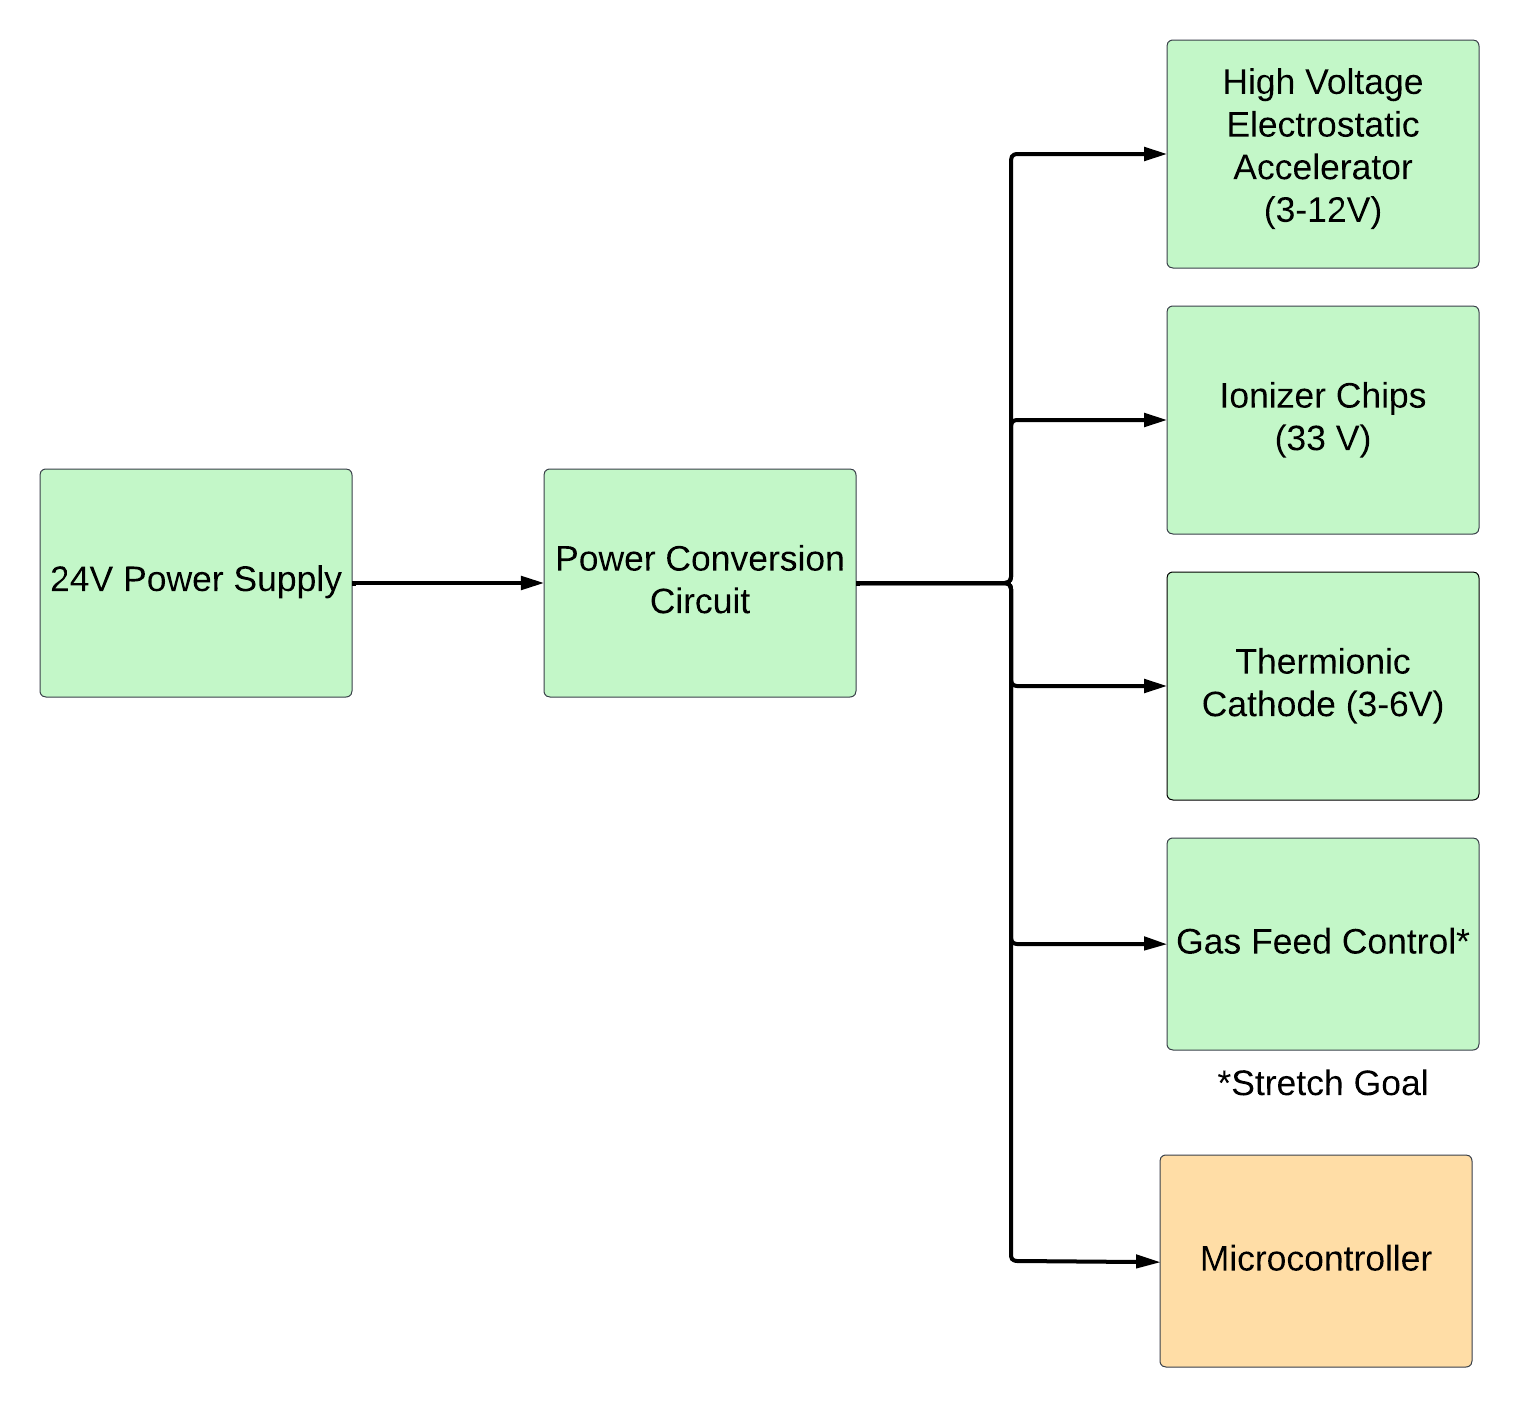 24V Power Supply
Power Conversion
Circuit
High Voltage
Electrostatic
Accelerator
(3-12V)
Ionizer Chips
(33 V)
Thermionic
Cathode (3-6V)
Gas Feed Control*
*Stretch Goal
Microcontroller